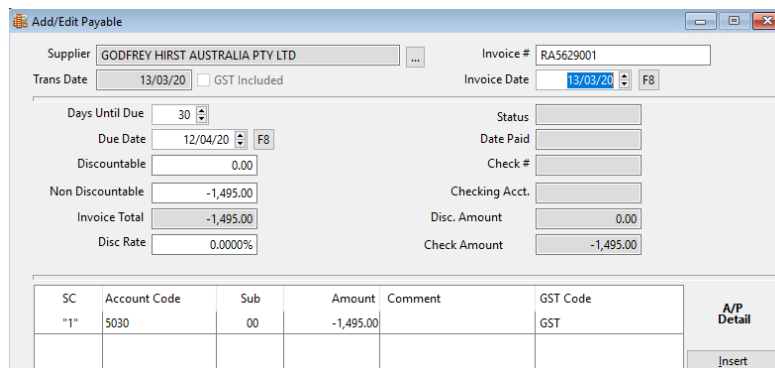 Add/Edit Payable
Supplier GODFREY HIRST AUSTRALIA PTY LTD ... Invoice # RA5629001
Trans Date 13/03/20 GST Included Invoice Date 13/03/20 F8
Days Until Due 30 Status
Due Date 12/04/20 F8 Date Paid
Discountable 0.00 Check #
Non Discountable -1,495.00 Checking Acct.
Invoice Total -1,495.00 Disc. Amount 0.00
Disc Rate 0.0000% Check Amount -1,495.00
SC Account Code Sub Amount Comment GST Code A/P
"1" 5030 00 -1,495.00 GST Detail
Insert